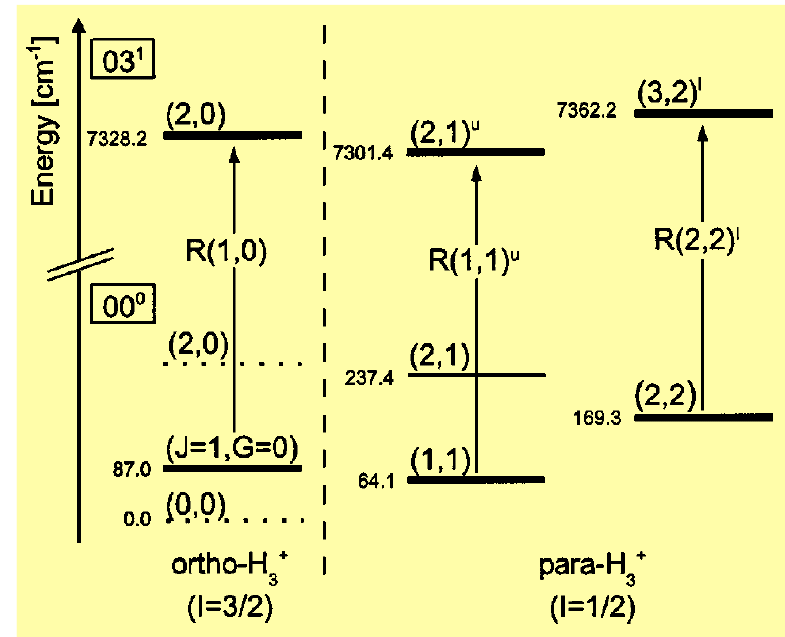 Energy [cm⁻¹]
03¹
(2,0)
7328.2
R(1,0)
00⁰
(2,0)
(J=1,G=0)
87.0
(0,0)
0.0
ortho-H₃⁺
(I=3/2)
(2,1)ᵘ
7301.4
R(1,1)ᵘ
(2,1)
237.4
(1,1)
64.1
(3,2)ˡ
7362.2
R(2,2)ˡ
(2,2)
169.3
para-H₃⁺
(I=1/2)